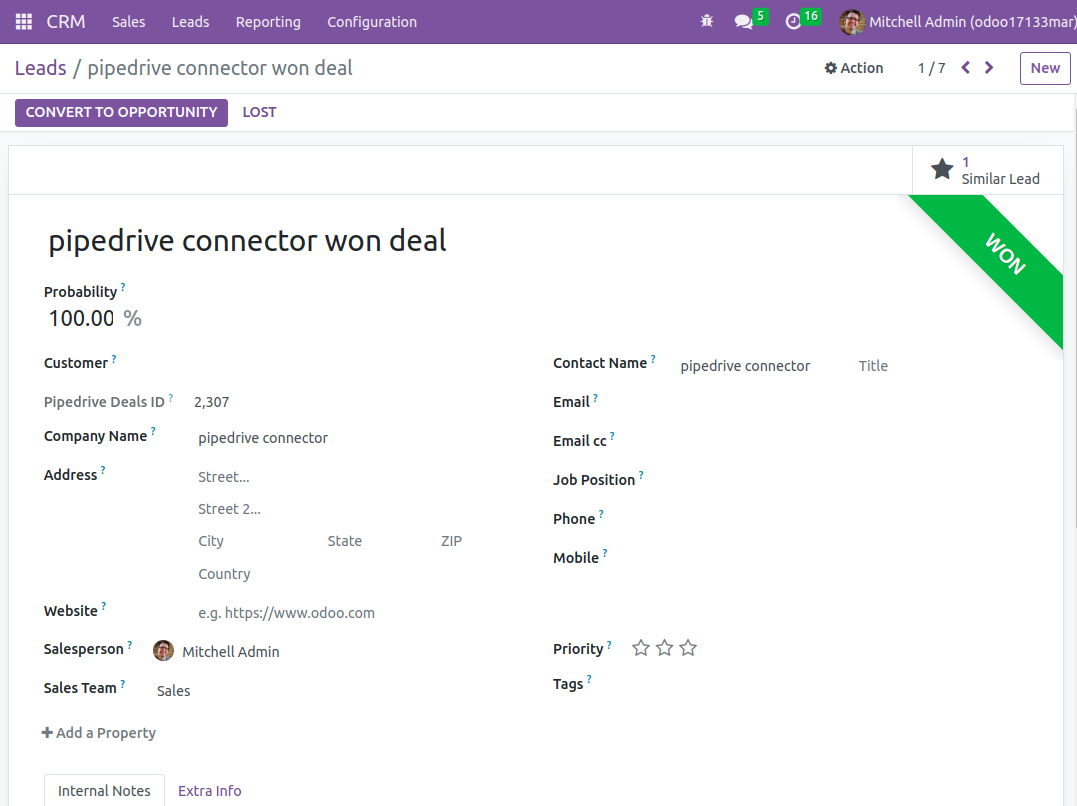 CRM Sales Leads Reporting Configuration 5 16 Mitchell Admin (odoo17133mar)
Leads / pipedrive connector won deal Action 1 / 7 New
CONVERT TO OPPORTUNITY LOST
1
Similar Lead
WON
pipedrive connector won deal
Probability ?
100.00 %
Customer ? Contact Name ? pipedrive connector Title
Pipedrive Deals ID ? 2,307 Email ?
Company Name ? pipedrive connector Email cc ?
Address ? Street... Job Position ?
Street 2... Phone ?
City State ZIP Mobile ?
Country
Website ? e.g. https://www.odoo.com
Salesperson ? Mitchell Admin Priority ?
Sales Team ? Sales Tags ?
+ Add a Property
Internal Notes Extra Info